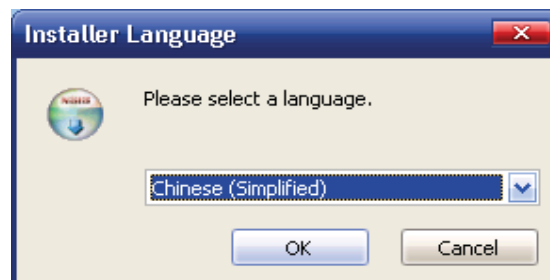 Installer Language
Please select a language.
Chinese (Simplified)
OK
Cancel